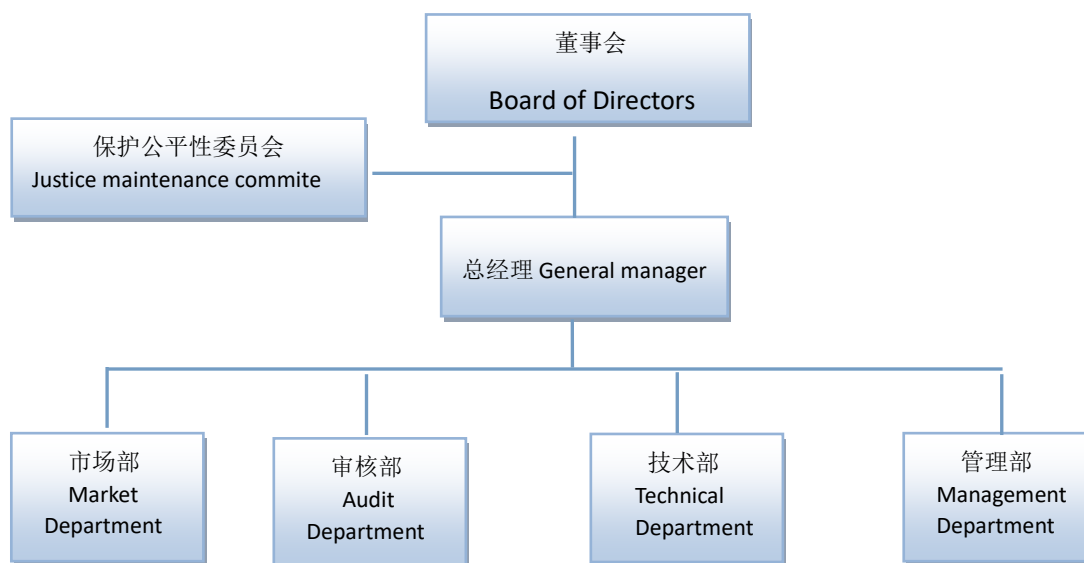 董事会
Board of Directors
保护公平性委员会
Justice maintenance commite
总经理 General manager
市场部
Market
Department
审核部
Audit
Department
技术部
Technical
Department
管理部
Management
Department